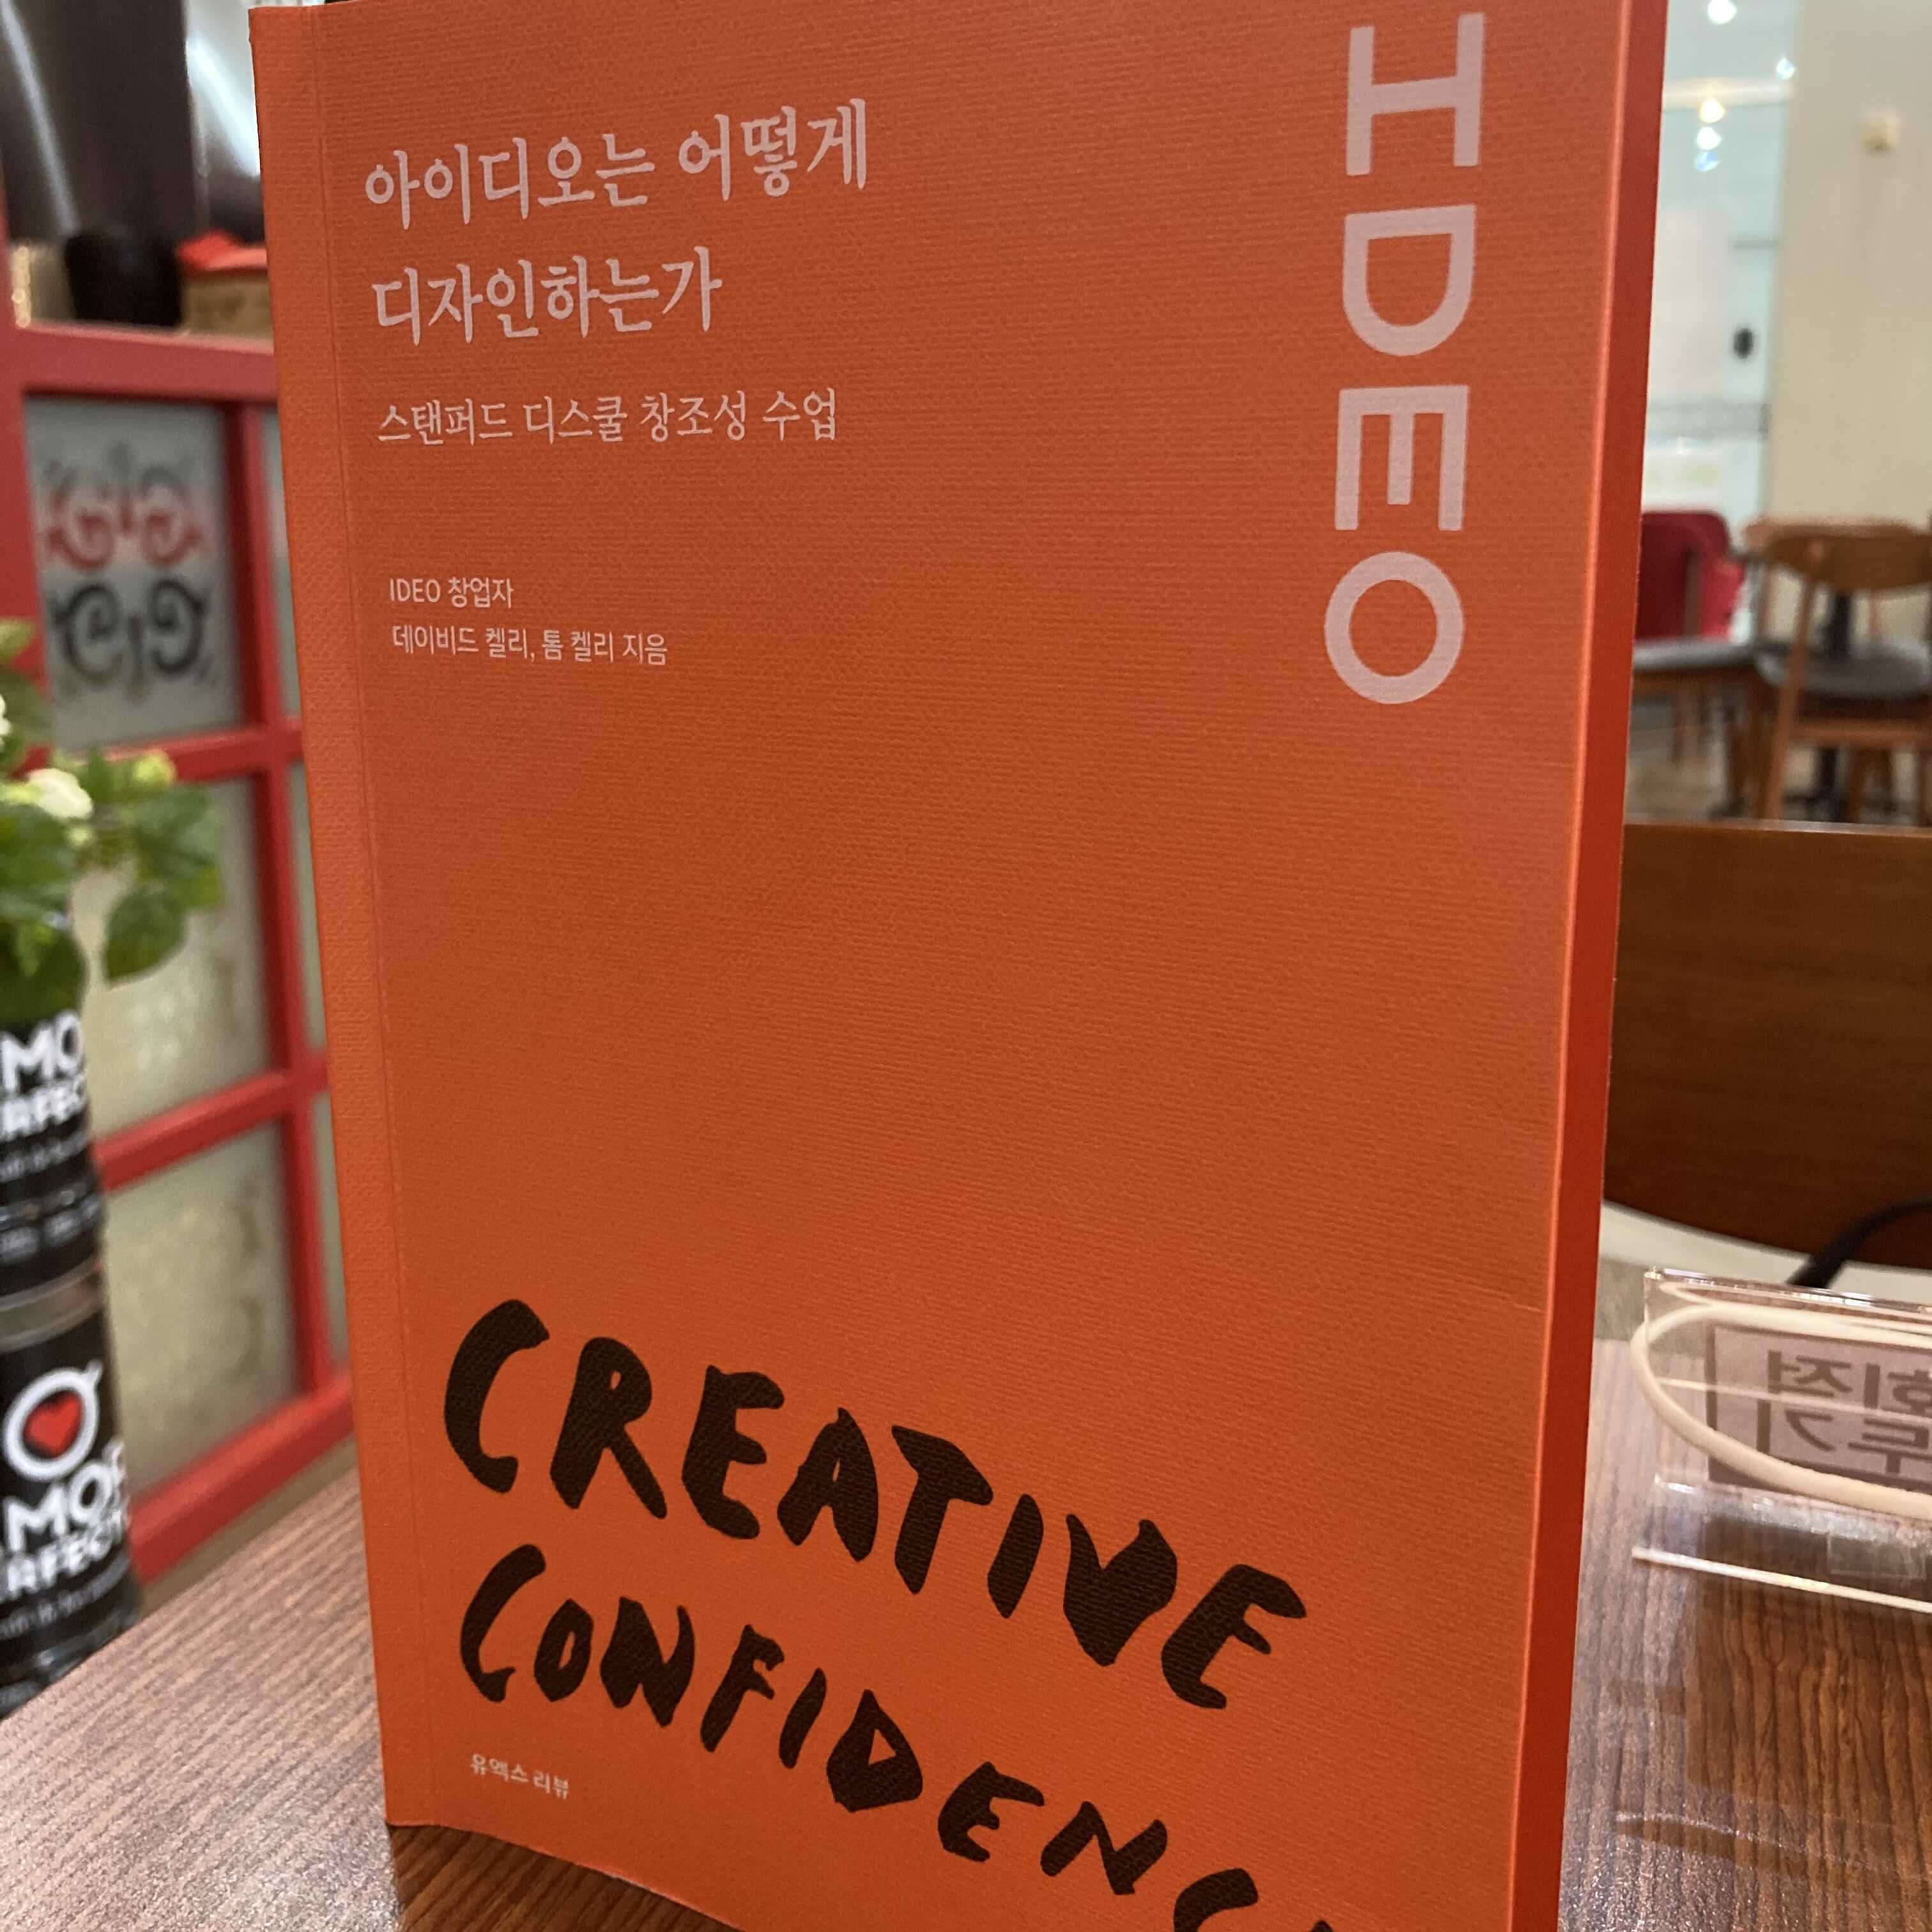 아이디오는 어떻게
디자인하는가
스탠퍼드 디스쿨 창조성 수업
IDEO 창업자
데이비드 켈리, 톰 켈리 지음
IDEO
CREATIVE
CONFIDENC
유엑스 리뷰